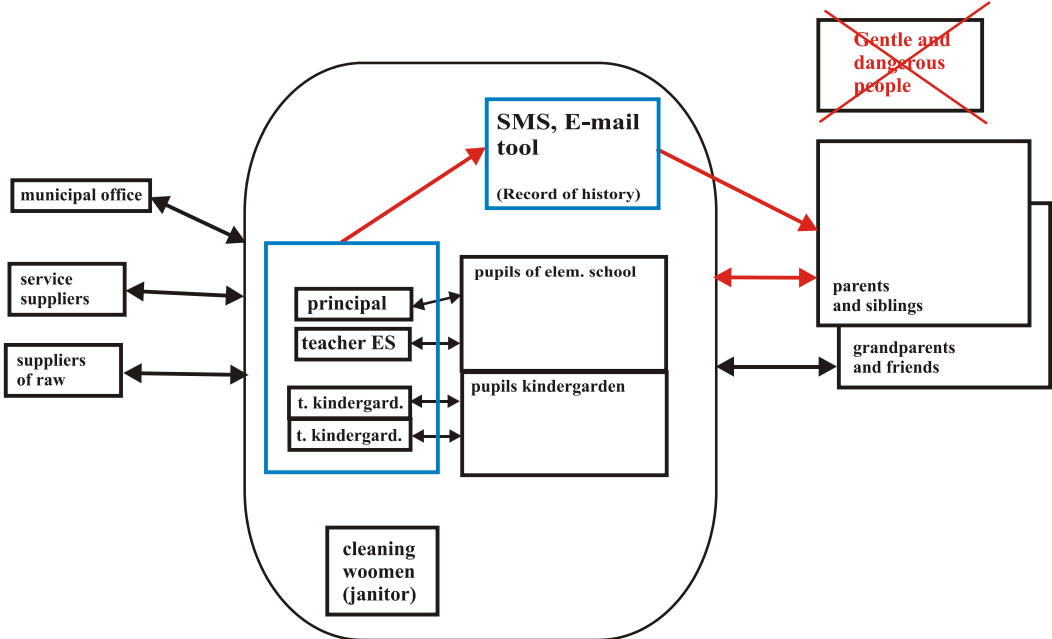 Gentle and
dangerous
people
SMS, E-mail
tool
(Record of history)
municipal office
service
suppliers
suppliers
of raw
principal
teacher ES
t. kindergard.
t. kindergard.
pupils of elem. school
pupils kindergarden
parents
and siblings
grandparents
and friends
cleaning
woomen
(janitor)